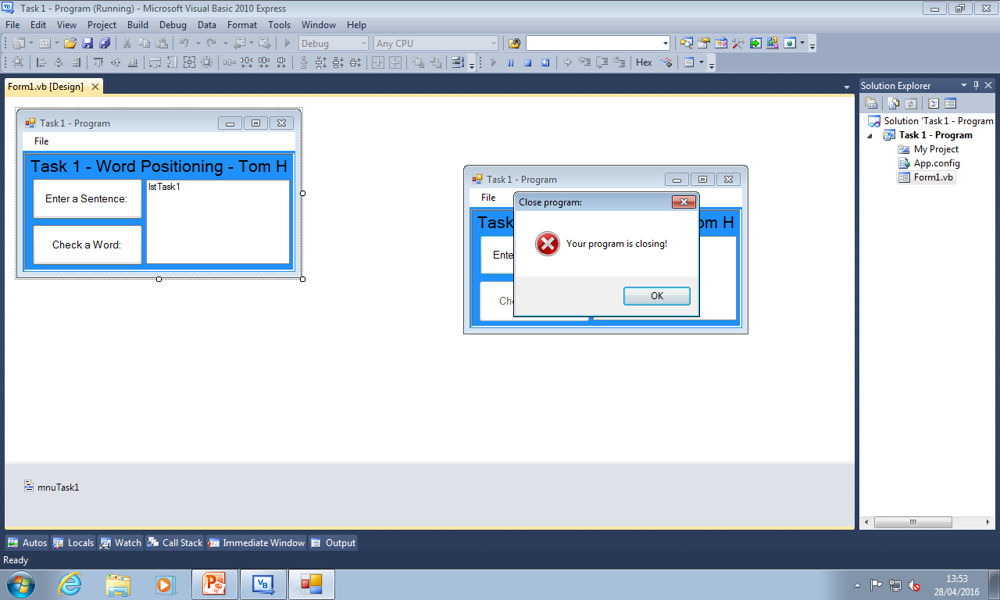 Task 1 - Program (Running) - Microsoft Visual Basic 2010 Express
File Edit View Project Build Debug Data Format Tools Window Help
Debug Any CPU
Hex
Form1.vb [Design]
Task 1 - Program
File
Task 1 - Word Positioning - Tom H
Enter a Sentence:
lstTask1
Check a Word:
Task 1 - Program
File
Task
om H
Ente
Che
Close program:
Your program is closing!
OK
mnuTask1
Solution Explorer
Solution 'Task 1 - Program
Task 1 - Program
My Project
App.config
Form1.vb
Autos Locals Watch Call Stack Immediate Window Output
Ready
13:53
28/04/2016